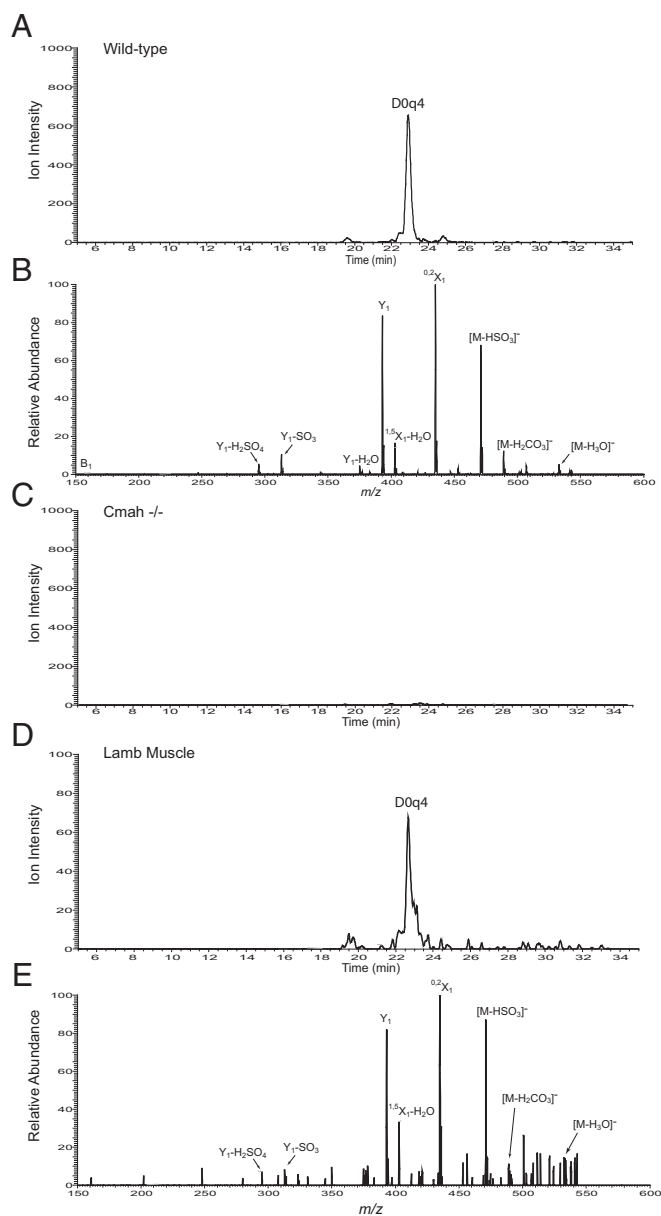 A
Wild-type
Ion Intensity
1000
800
600
400
200
0
D0q4
6 8 10 12 14 16 18 20 22 24 26 28 30 32 34
Time (min)
B
Relative Abundance
100
80
60
40
20
0
0,2X1
Y1
[M-HSO3]-
Y1-H2SO4
Y1-SO3
1,5X1-H2O
Y1-H2O
[M-H2CO3]-
[M-H3O]-
B1
150 200 250 300 350 400 450 500 550 600
m/z
C
Cmah -/-
Ion Intensity
1000
800
600
400
200
0
6 8 10 12 14 16 18 20 22 24 26 28 30 32 34
Time (min)
D
Lamb Muscle
Ion Intensity
100
80
60
40
20
0
D0q4
6 8 10 12 14 16 18 20 22 24 26 28 30 32 34
Time (min)
E
Relative Abundance
100
80
60
40
20
0
0,2X1
Y1
[M-HSO3]-
1,5X1-H2O
[M-H2CO3]-
Y1-H2SO4
Y1-SO3
[M-H3O]-
150 200 250 300 350 400 450 500 550 600
m/z